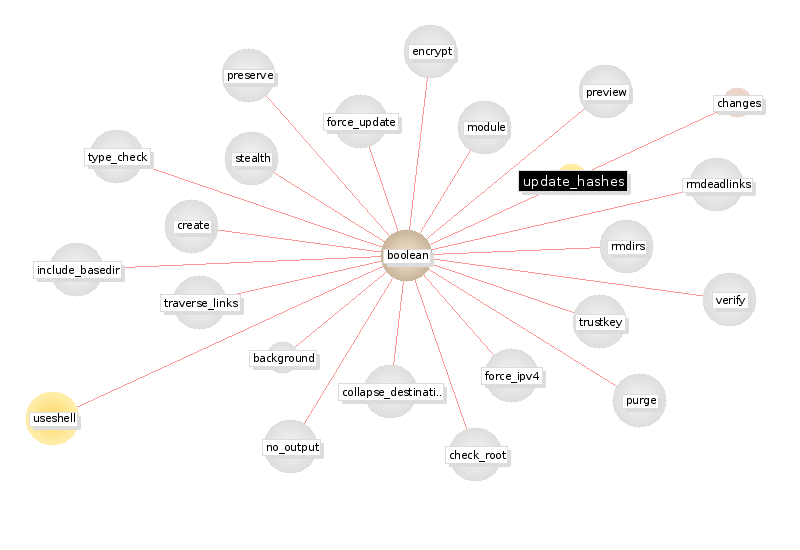 encrypt
preserve
preview
changes
force_update
module
type_check
stealth
update_hashes
rmdeadlinks
create
rmdirs
boolean
include_basedir
traverse_links
verify
trustkey
background
force_ipv4
collapse_destinati..
purge
useshell
no_output
check_root